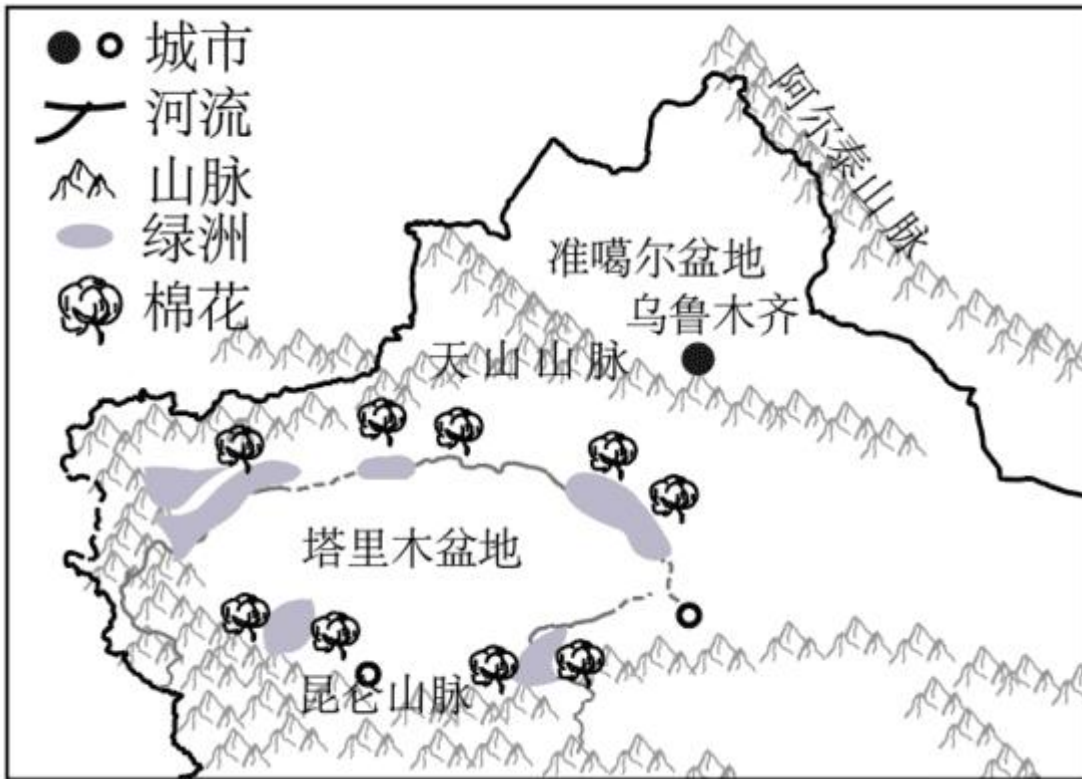 城市
河流
山脉
绿洲
棉花
阿尔泰山脉
准噶尔盆地
乌鲁木齐
天山山脉
塔里木盆地
昆仑山脉